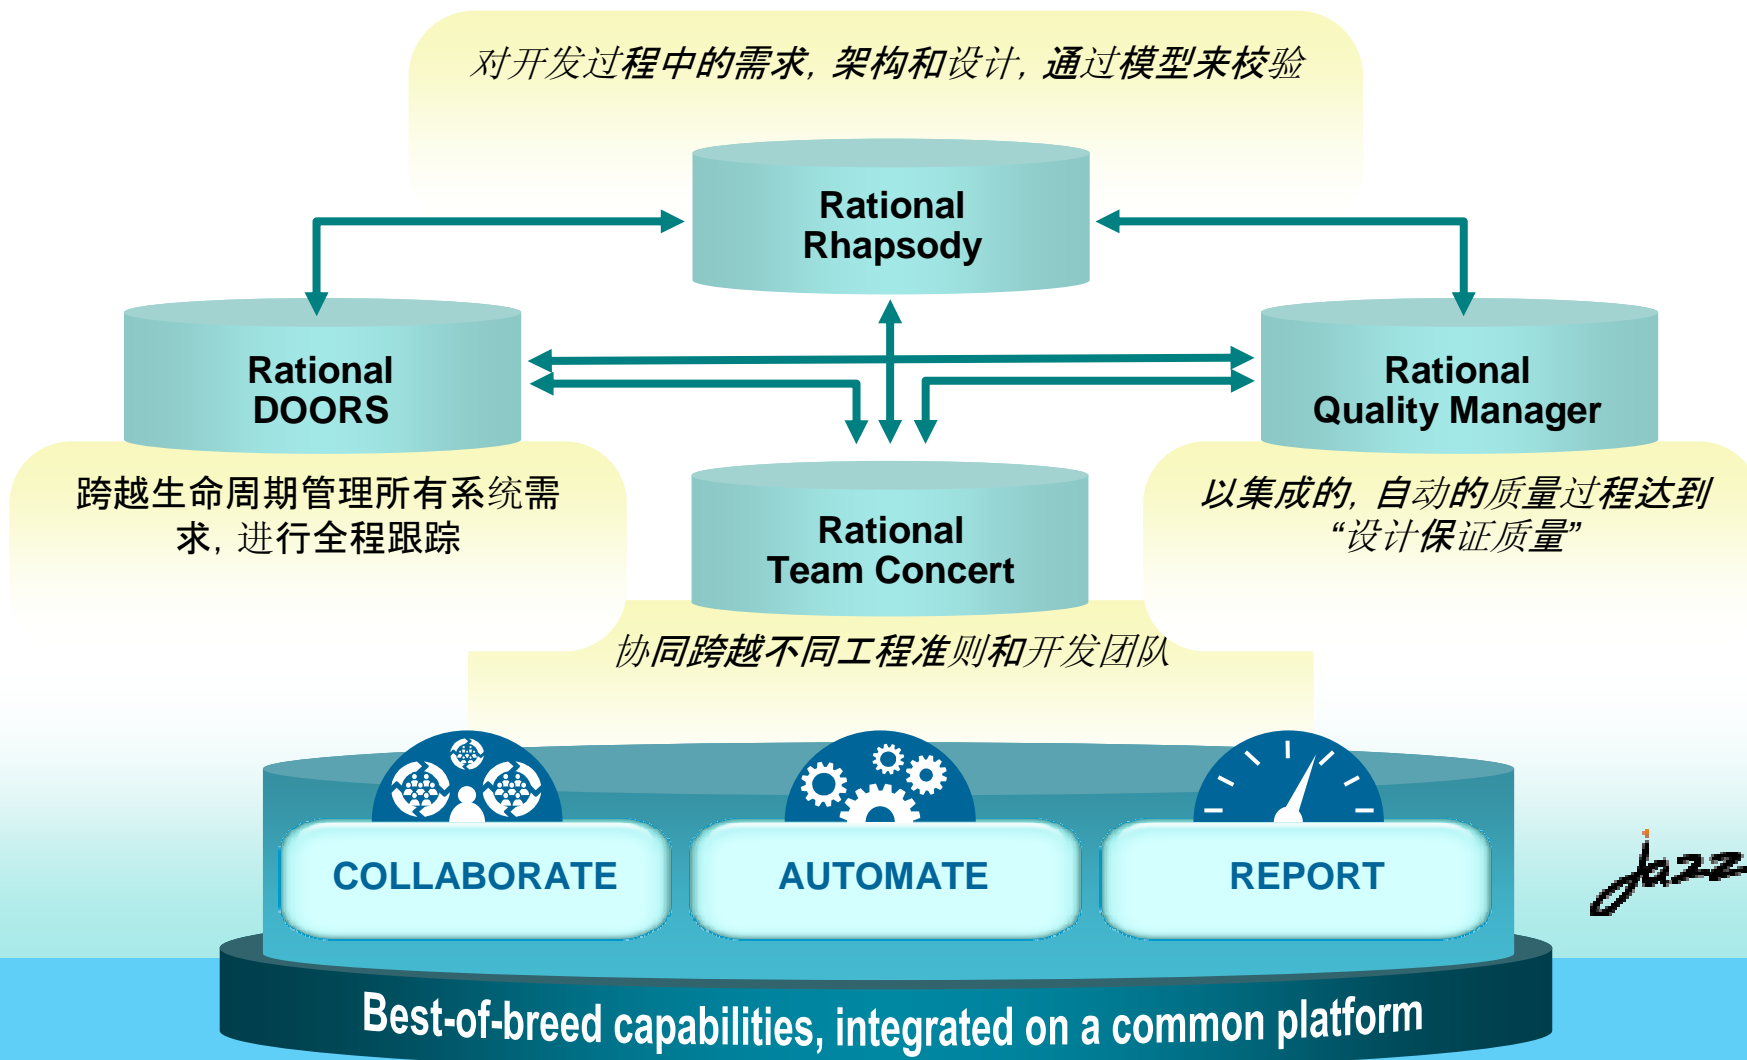 对开发过程中的需求, 架构和设计, 通过模型来校验
Rational
Rhapsody
Rational
DOORS
Rational
Quality Manager
跨越生命周期管理所有系统需
求, 进行全程跟踪
Rational
Team Concert
以集成的, 自动的质量过程达到
“设计保证质量”
协同跨越不同工程准则和开发团队
COLLABORATE
AUTOMATE
REPORT
jazz
Best-of-breed capabilities, integrated on a common platform